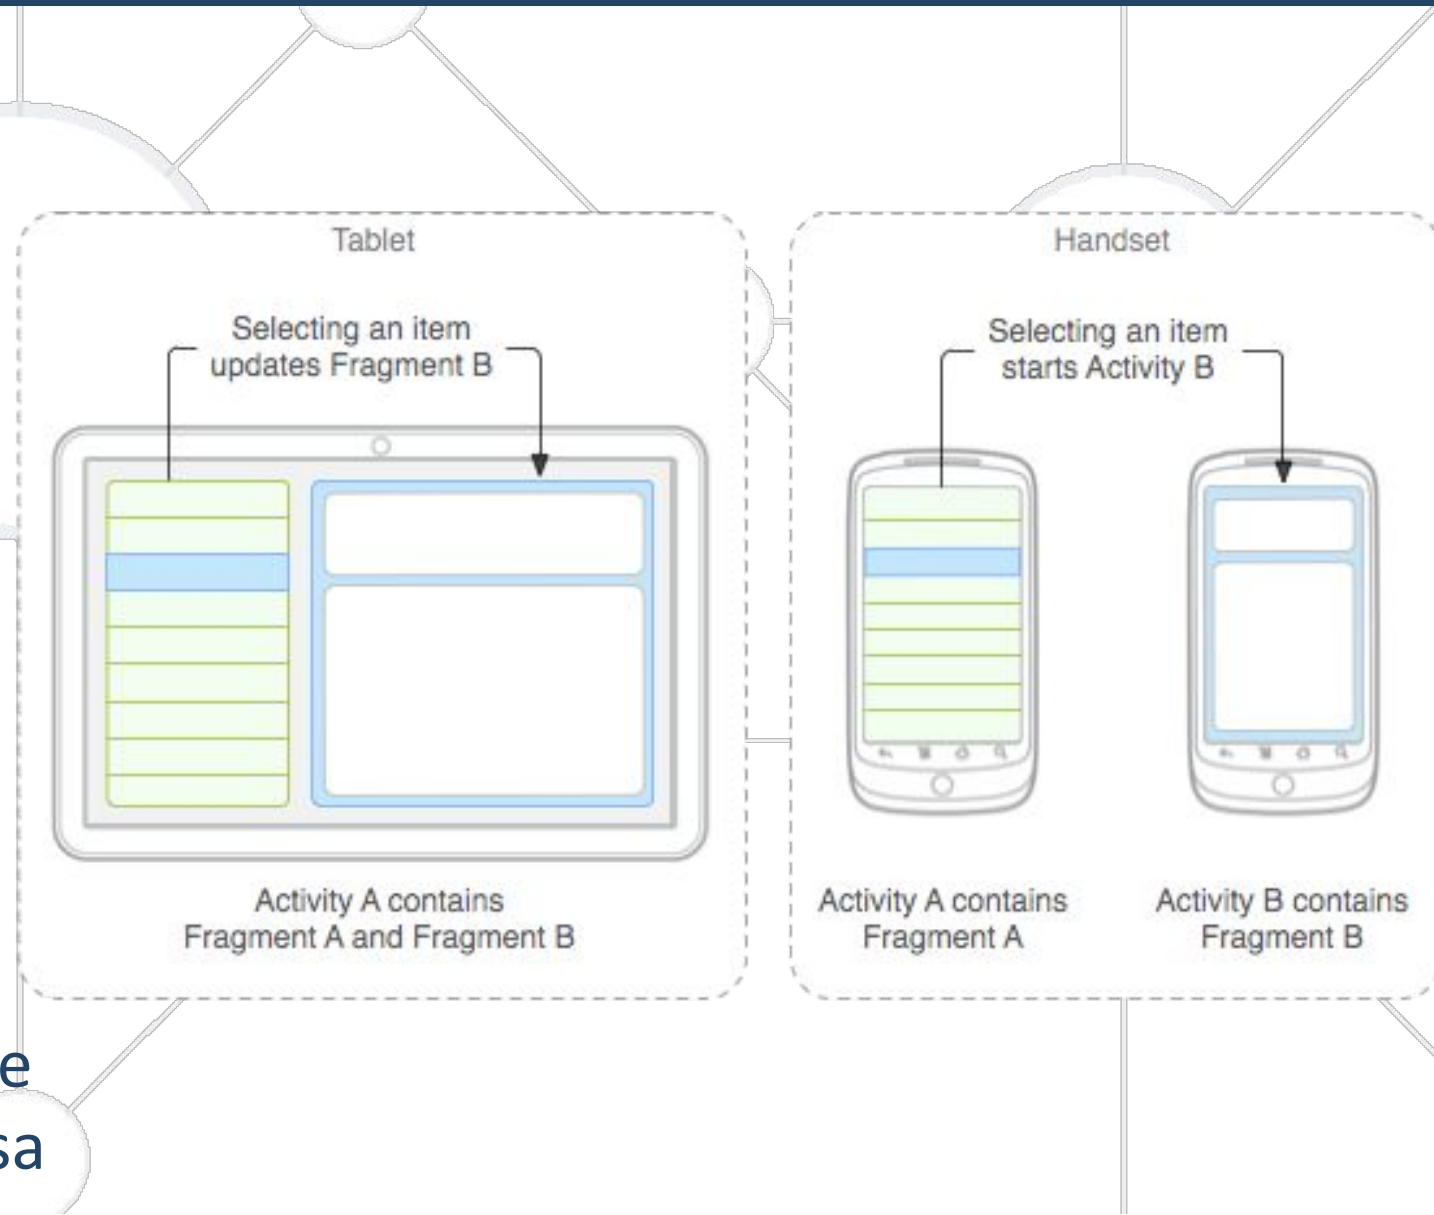 Tablet
Selecting an item
updates Fragment B
Activity A contains
Fragment A and Fragment B
Handset
Selecting an item
starts Activity B
Activity A contains
Fragment A
Activity B contains
Fragment B
e
sa